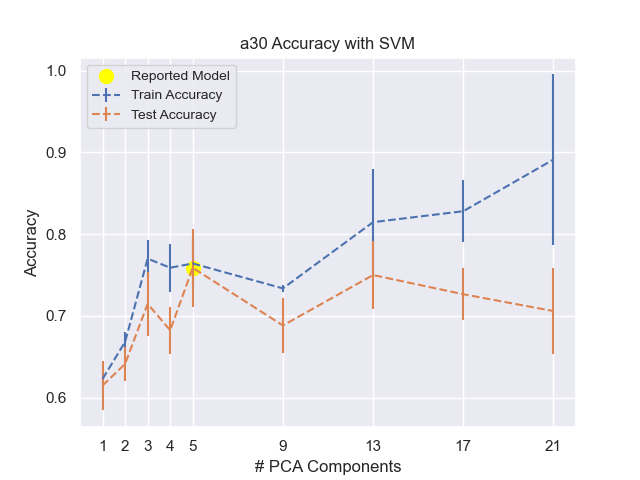 a30 Accuracy with SVM
Reported Model
Train Accuracy
Test Accuracy
1.0
0.9
0.8
0.7
0.6
Accuracy
1 2 3 4 5 9 13 17 21
# PCA Components